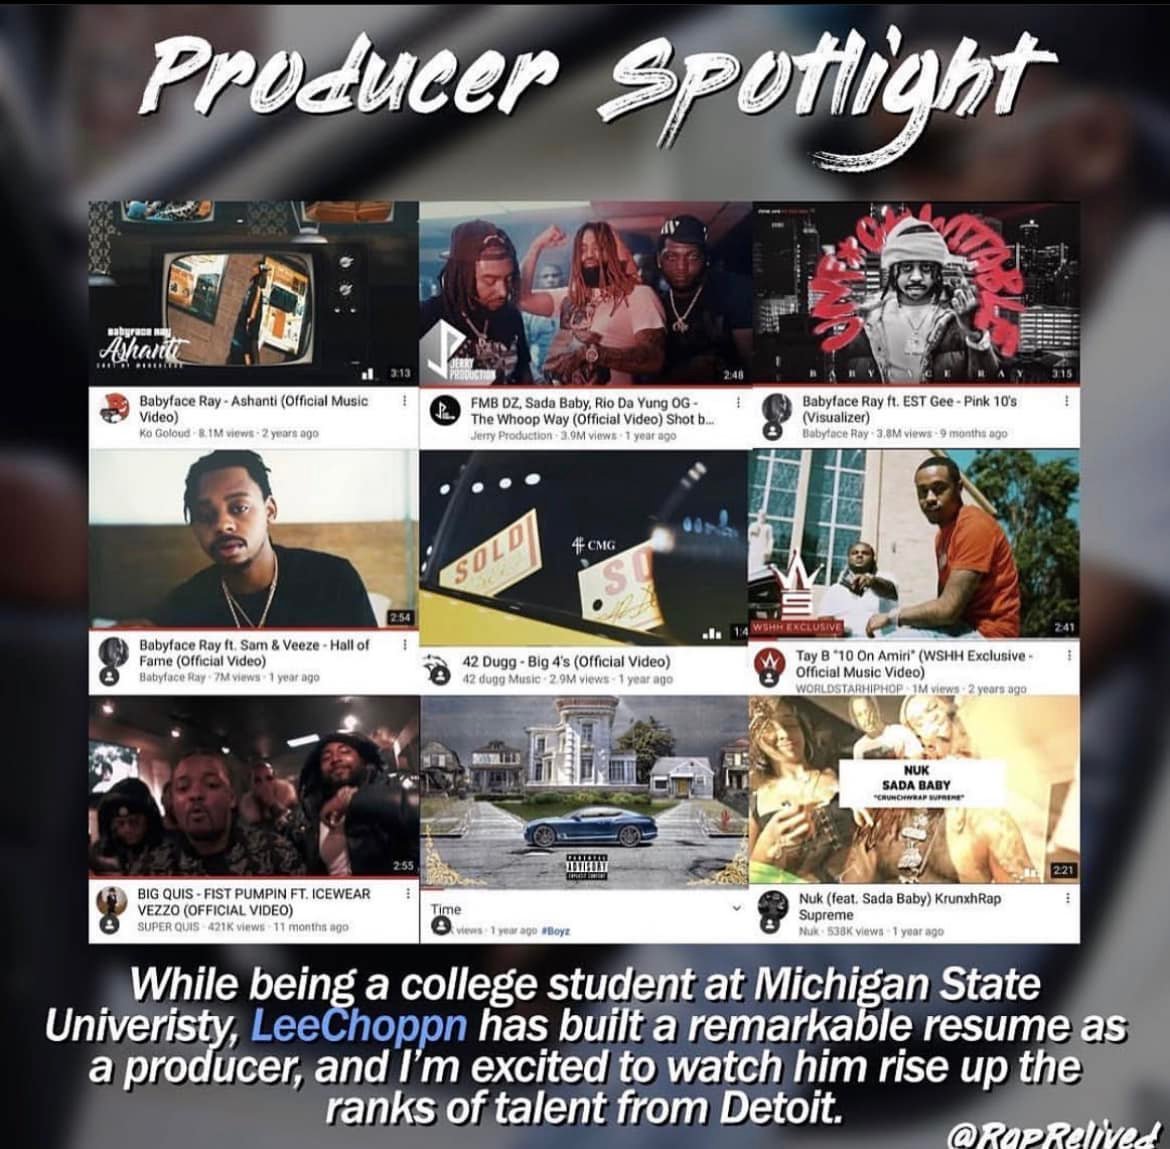 Producer Spotlight
Babyface Ray
Ashanti
3:13
Babyface Ray - Ashanti (Official Music
Video)
Ko Goloud · 8.1M views · 2 years ago
JERRY
PRODUCTION
2:48
FMB DZ, Sada Baby, Rio Da Yung OG -
The Whoop Way (Official Video) Shot b...
Jerry Production · 3.9M views · 1 year ago
BABYFACE RAY
3:15
Babyface Ray ft. EST Gee - Pink 10's
(Visualizer)
Babyface Ray · 3.8M views · 9 months ago
2:54
Babyface Ray ft. Sam & Veeze - Hall of
Fame (Official Video)
Babyface Ray · 7M views · 1 year ago
SOLD
CMG
SO
1:4
42 Dugg - Big 4's (Official Video)
42 dugg Music · 2.9M views · 1 year ago
WSHH EXCLUSIVE
2:41
Tay B "10 On Amiri" (WSHH Exclusive -
Official Music Video)
WORLDSTARHIPHOP · 1M views · 2 years ago
2:55
BIG QUIS - FIST PUMPIN FT. ICEWEAR
VEZZO (OFFICIAL VIDEO)
SUPER QUIS · 421K views · 11 months ago
PARENTAL
ADVISORY
EXPLICIT CONTENT
Time
views · 1 year ago #Boyz
NUK
SADA BABY
"CRUNCHWRAP SUPREME"
2:21
Nuk (feat. Sada Baby) KrunxhRap
Supreme
Nuk · 538K views · 1 year ago
While being a college student at Michigan State
Univeristy, LeeChoppn has built a remarkable resume as
a producer, and I'm excited to watch him rise up the
ranks of talent from Detoit.
@RapRelived